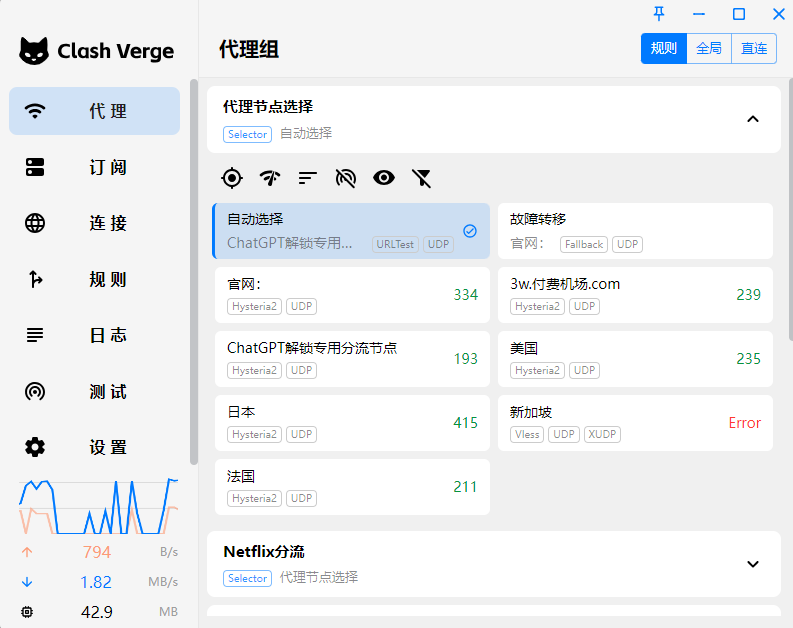 Clash Verge
代 理
订 阅
连 接
规 则
日 志
测 试
设 置
794 B/s
1.82 MB/s
42.9 MB
代理组
规则 全局 直连
代理节点选择
Selector 自动选择
自动选择
ChatGPT解锁专用... URLTest UDP
故障转移
官网： Fallback UDP
官网：
Hysteria2 UDP
334
3w.付费机场.com
Hysteria2 UDP
239
ChatGPT解锁专用分流节点
Hysteria2 UDP
193
美国
Hysteria2 UDP
235
日本
Hysteria2 UDP
415
新加坡
Vless UDP XUDP
Error
法国
Hysteria2 UDP
211
Netflix分流
Selector 代理节点选择